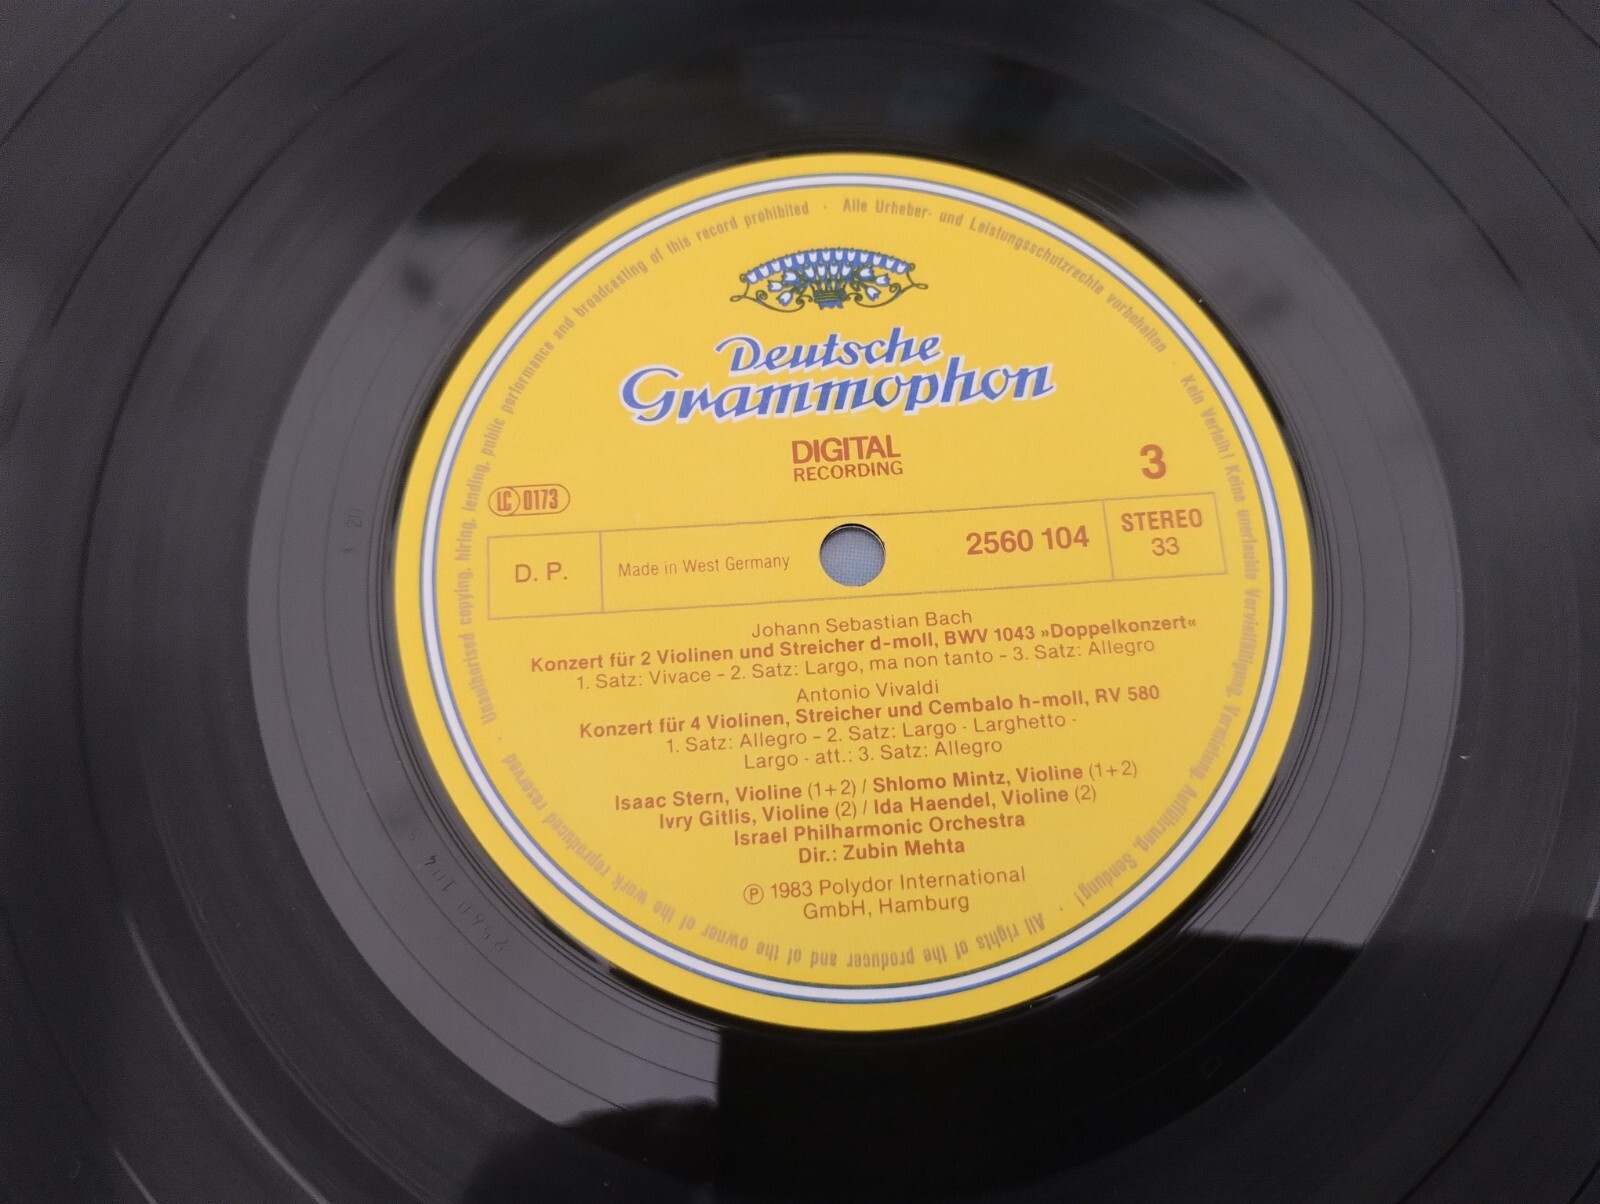 Deutsche
Grammophon
DIGITAL
RECORDING
3
LC 0173
D. P.
Made in West Germany
2560 104
STEREO
33
Johann Sebastian Bach
Konzert für 2 Violinen und Streicher d-moll, BWV 1043 »Doppelkonzert«
1. Satz: Vivace – 2. Satz: Largo, ma non tanto – 3. Satz: Allegro
Antonio Vivaldi
Konzert für 4 Violinen, Streicher und Cembalo h-moll, RV 580
1. Satz: Allegro – 2. Satz: Largo · Larghetto ·
Largo · att.: 3. Satz: Allegro
Isaac Stern, Violine (1+2) / Shlomo Mintz, Violine (1+2)
Ivry Gitlis, Violine (2) / Ida Haendel, Violine (2)
Israel Philharmonic Orchestra
Dir.: Zubin Mehta
℗ 1983 Polydor International
GmbH, Hamburg
Alle Urheber- und Leistungsschutzrechte vorbehalten · Kein Verleih! Keine unerlaubte Vervielfältigung, Vermietung, Aufführung, Sendung! · All rights of the producer and of the owner of the work reproduced reserved · Unauthorised copying, hiring, lending, public performance and broadcasting of this record prohibited ·